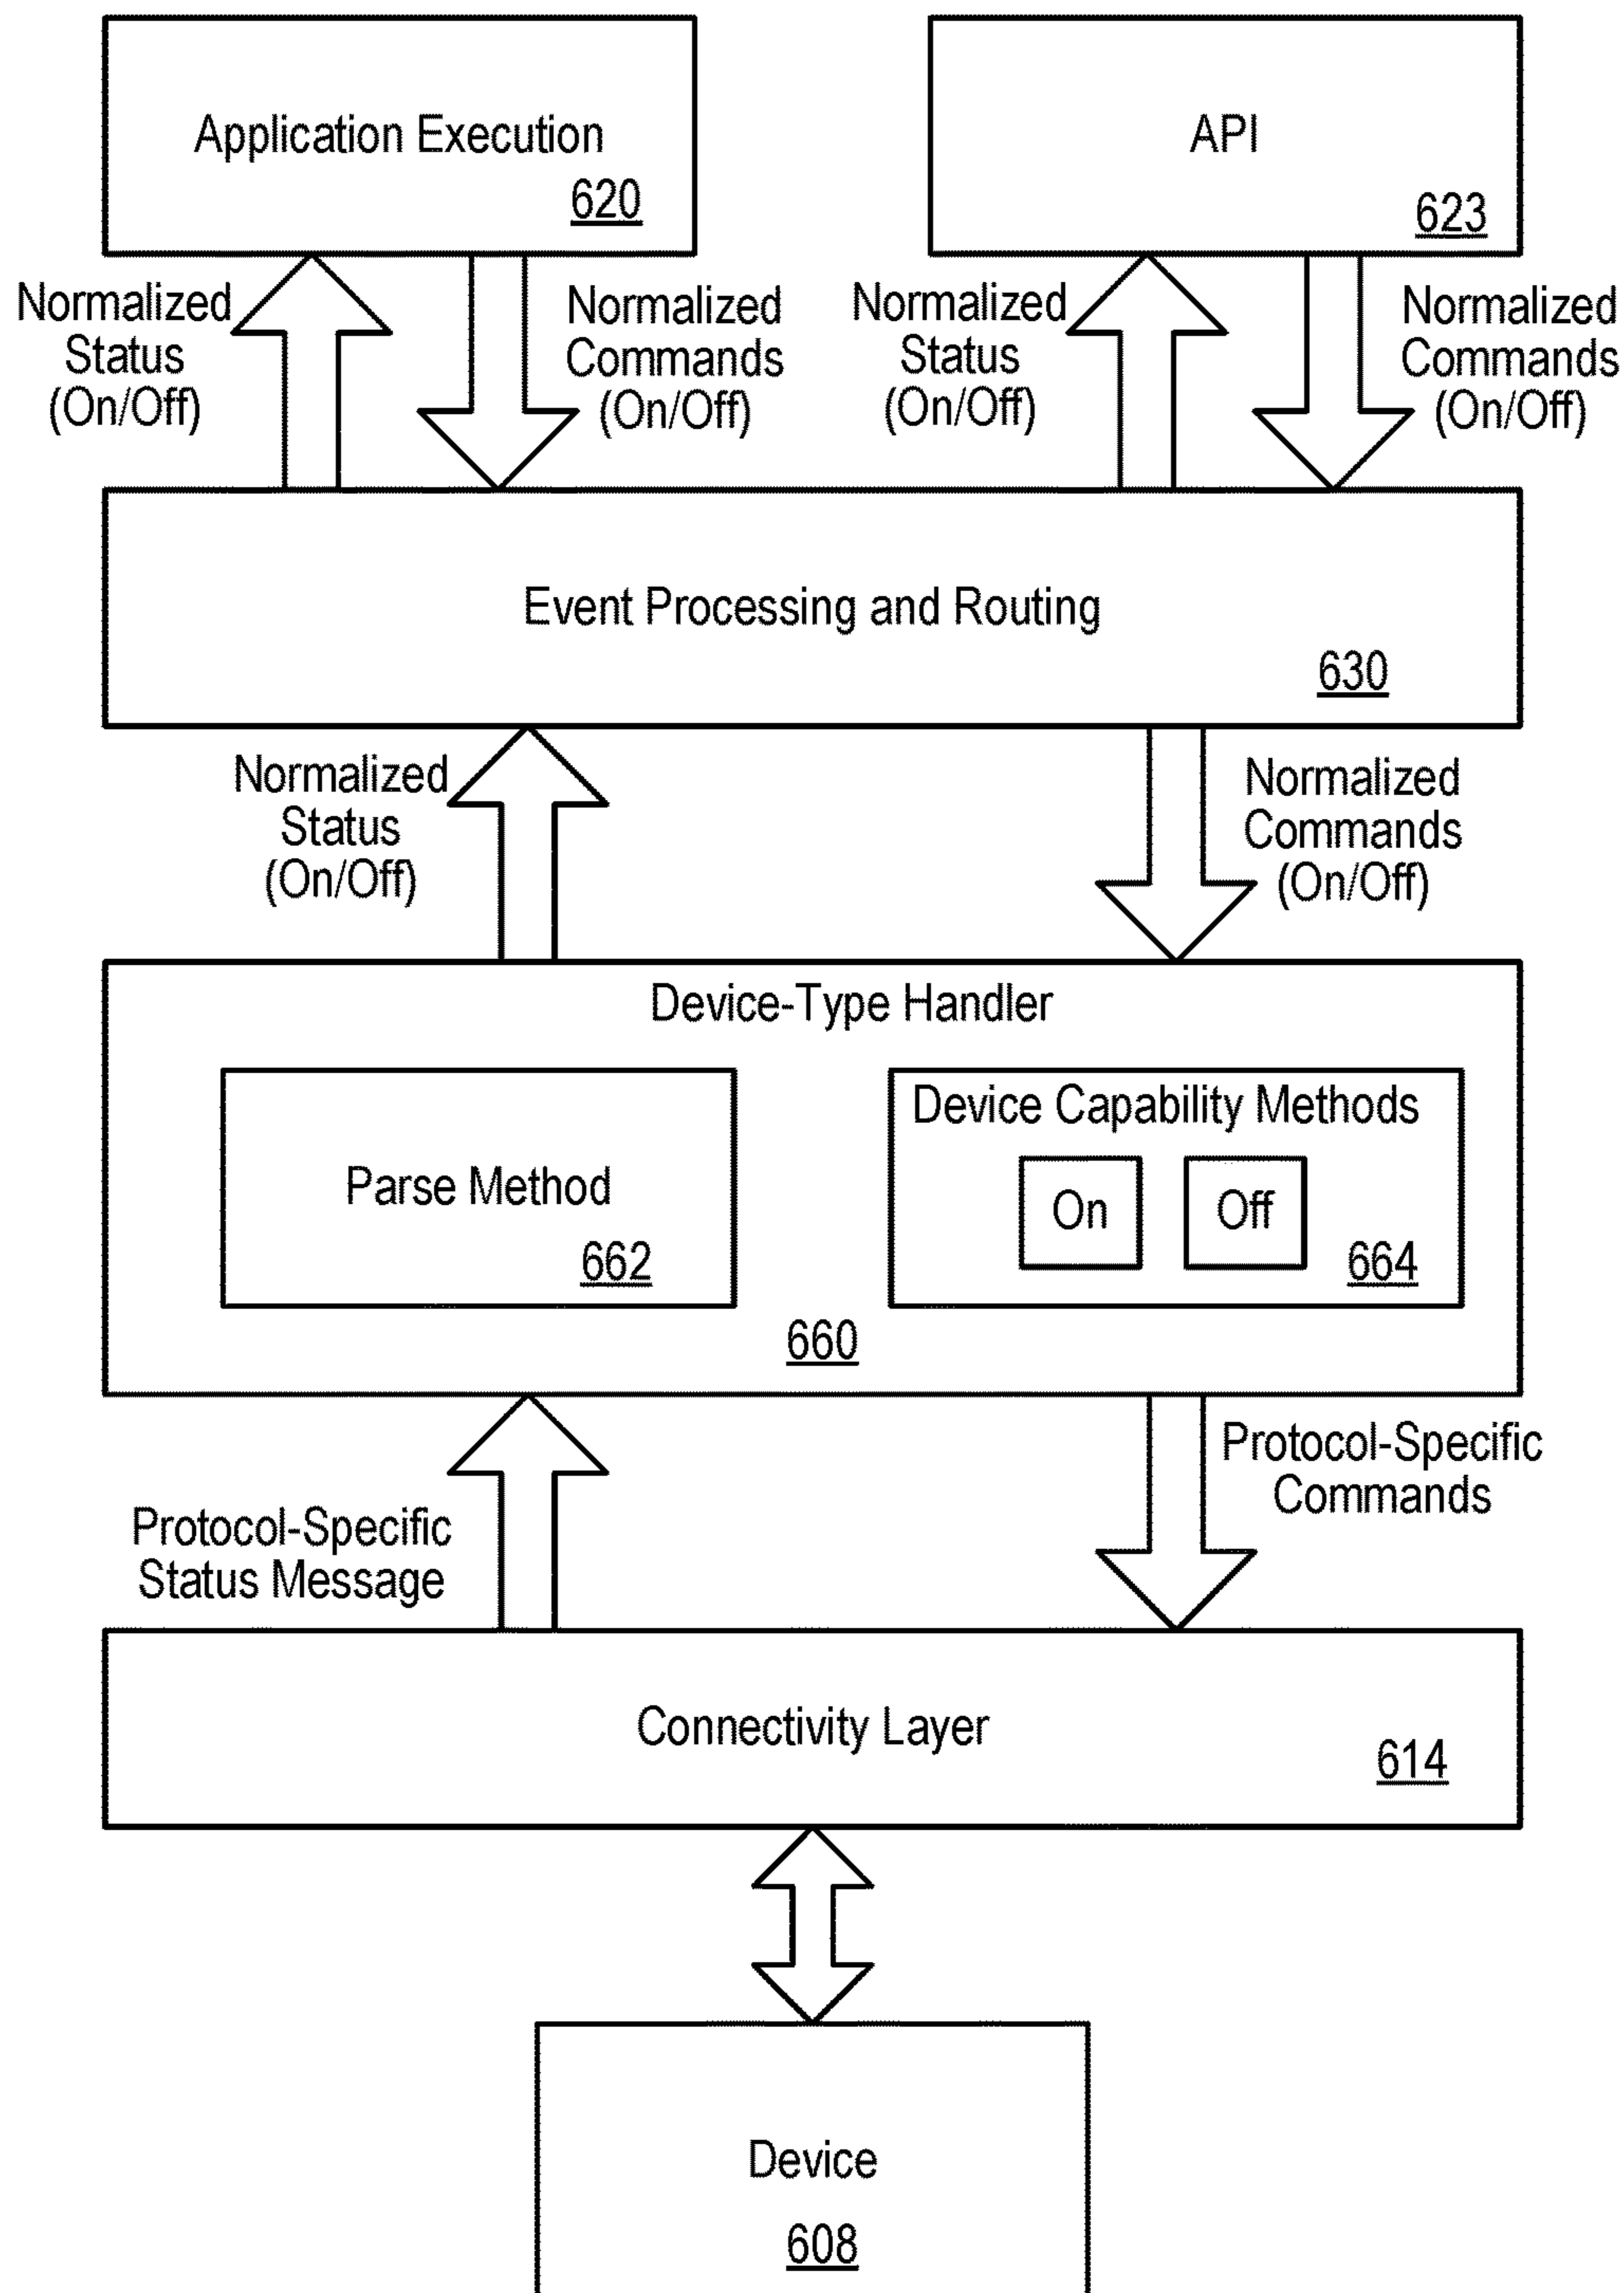 Application Execution
620
API
623
Normalized
Status
(On/Off)
Normalized
Commands
(On/Off)
Normalized
Status
(On/Off)
Normalized
Commands
(On/Off)
Event Processing and Routing
630
Normalized
Status
(On/Off)
Normalized
Commands
(On/Off)
Device-Type Handler
Parse Method
662
Device Capability Methods
On
Off
664
660
Protocol-Specific
Status Message
Protocol-Specific
Commands
Connectivity Layer
614
Device
608